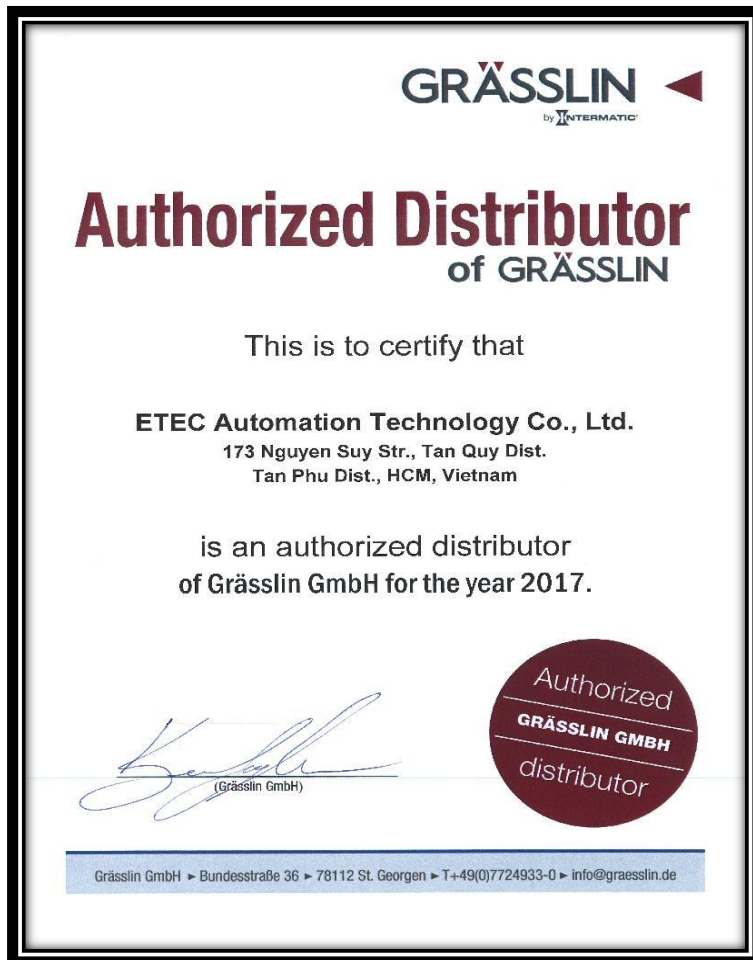 GRÄSSLIN
by INTERMATIC
Authorized Distributor
of GRÄSSLIN
This is to certify that
ETEC Automation Technology Co., Ltd.
173 Nguyen Suy Str., Tan Quy Dist.
Tan Phu Dist., HCM, Vietnam
is an authorized distributor
of Grässlin GmbH for the year 2017.
(Grässlin GmbH)
Authorized
GRÄSSLIN GMBH
distributor
Grässlin GmbH ► Bundesstraße 36 ► 78112 St. Georgen ► T+49(0)7724933-0 ► info@graesslin.de